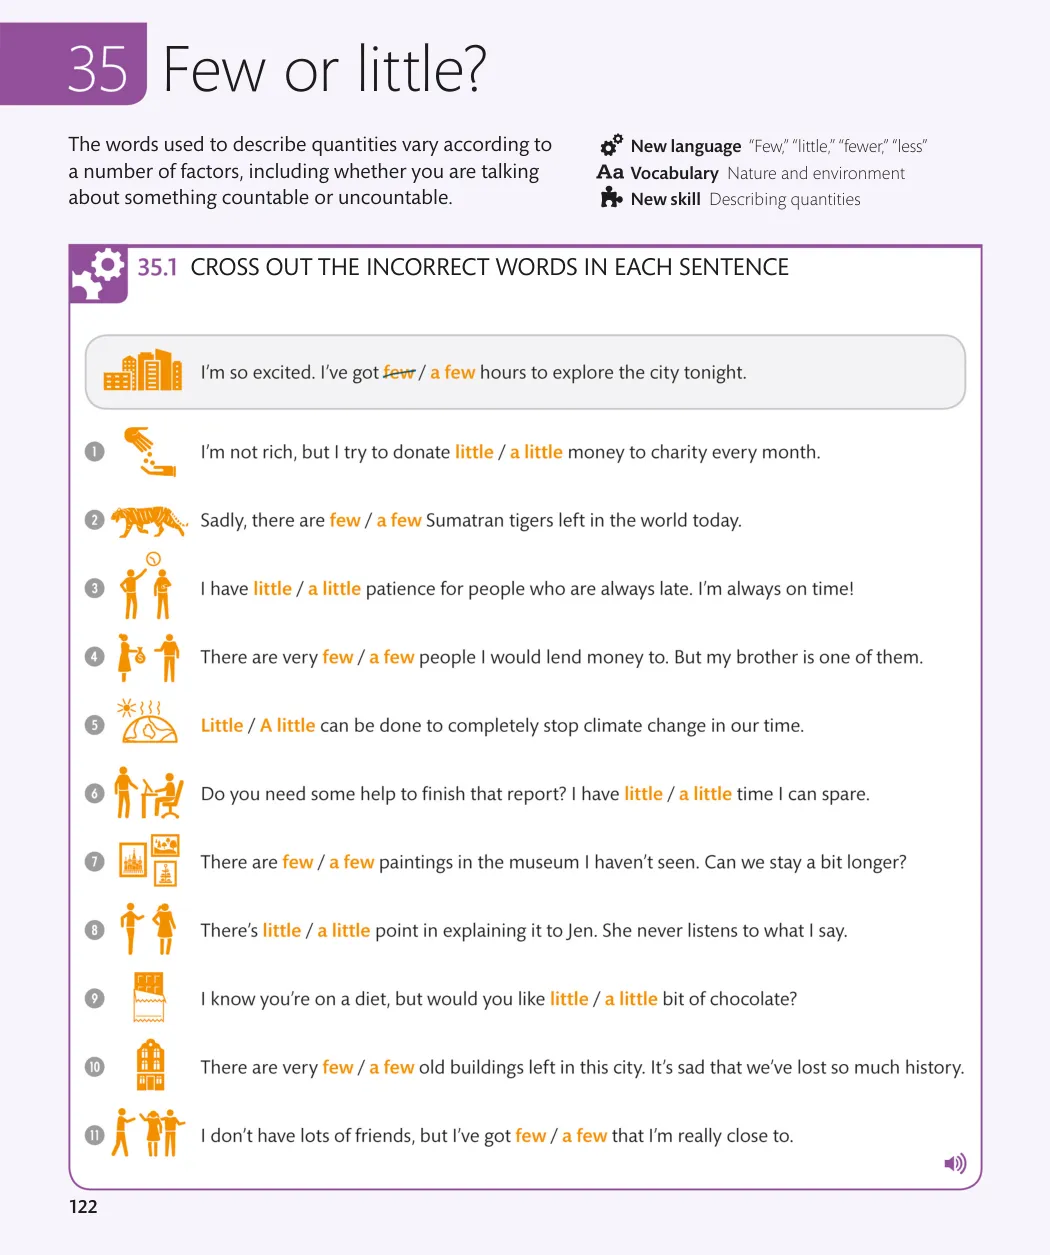 35 Few or little?
The words used to describe quantities vary according to
a number of factors, including whether you are talking
about something countable or uncountable.
New language “Few,” “little,” “fewer,” “less”
Aa Vocabulary Nature and environment
New skill Describing quantities
35.1 CROSS OUT THE INCORRECT WORDS IN EACH SENTENCE
I’m so excited. I’ve got few / a few hours to explore the city tonight.
1 I’m not rich, but I try to donate little / a little money to charity every month.
2 Sadly, there are few / a few Sumatran tigers left in the world today.
3 I have little / a little patience for people who are always late. I’m always on time!
4 There are very few / a few people I would lend money to. But my brother is one of them.
5 Little / A little can be done to completely stop climate change in our time.
6 Do you need some help to finish that report? I have little / a little time I can spare.
7 There are few / a few paintings in the museum I haven’t seen. Can we stay a bit longer?
8 There’s little / a little point in explaining it to Jen. She never listens to what I say.
9 I know you’re on a diet, but would you like little / a little bit of chocolate?
10 There are very few / a few old buildings left in this city. It’s sad that we’ve lost so much history.
11 I don’t have lots of friends, but I’ve got few / a few that I’m really close to.
122